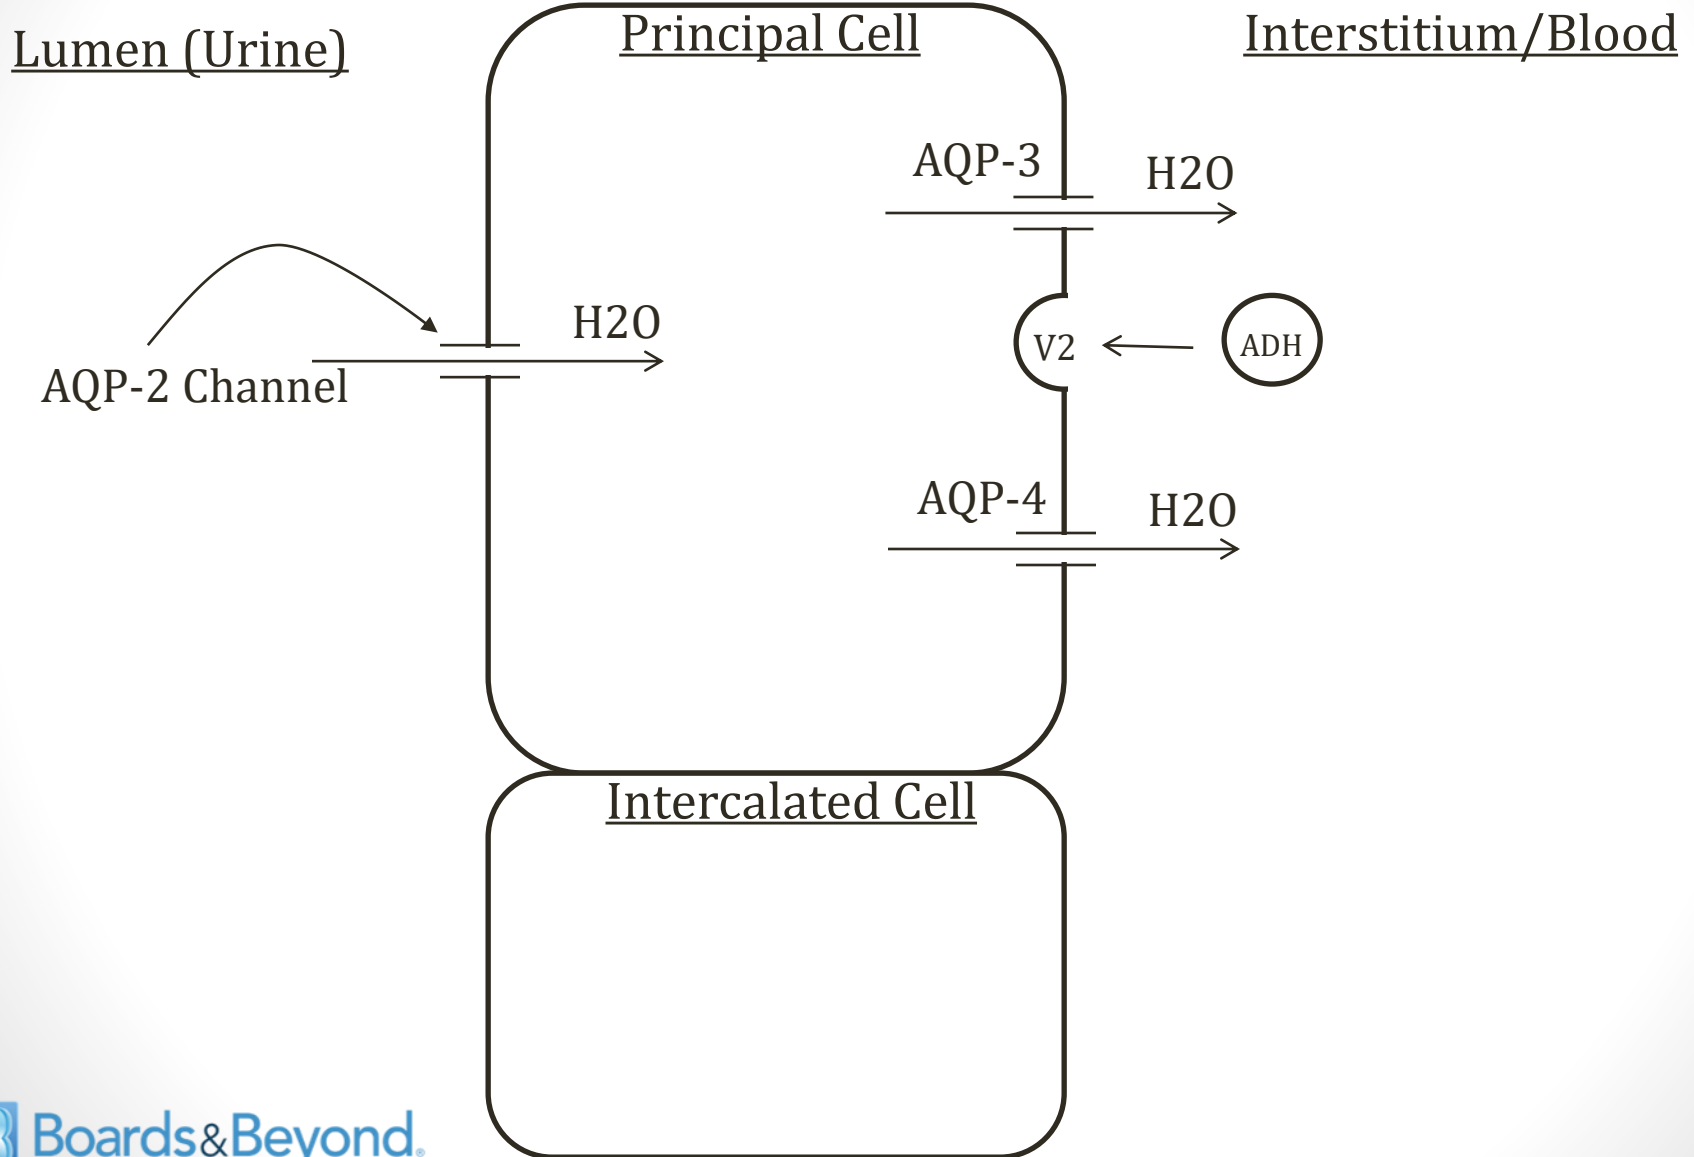 Lumen (Urine)
Principal Cell
Interstitium/Blood
AQP-3
H2O
H2O
AQP-2 Channel
V2
ADH
AQP-4
H2O
Intercalated Cell
Boards&Beyond.